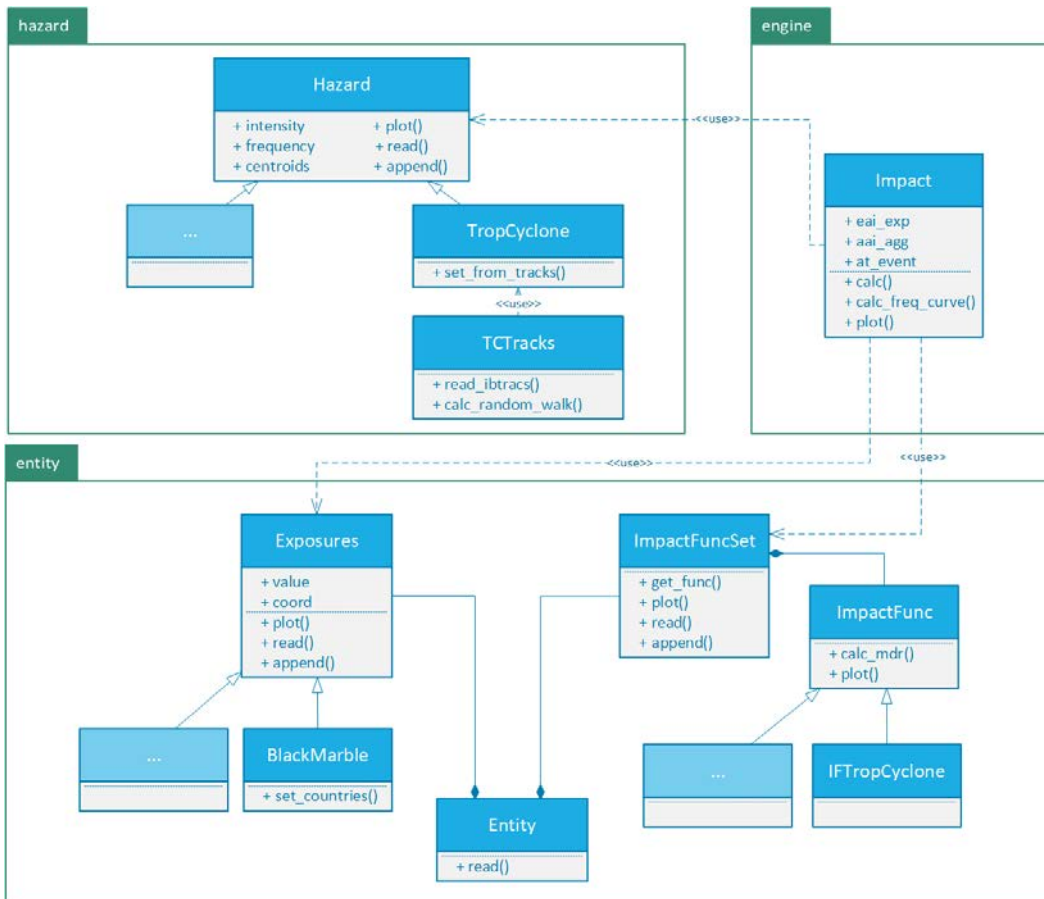 hazard
Hazard
+ intensity + plot()
+ frequency + read()
+ centroids + append()
...
TropCyclone
+ set_from_tracks()
<<use>>
TCTracks
+ read_ibtracs()
+ calc_random_walk()
<<use>>
engine
Impact
+ eai_exp
+ aai_agg
+ at_event
+ calc()
+ calc_freq_curve()
+ plot()
<<use>>
<<use>>
entity
Exposures
+ value
+ coord
+ plot()
+ read()
+ append()
...
BlackMarble
+ set_countries()
Entity
+ read()
ImpactFuncSet
+ get_func()
+ plot()
+ read()
+ append()
ImpactFunc
+ calc_mdr()
+ plot()
...
IFTropCyclone